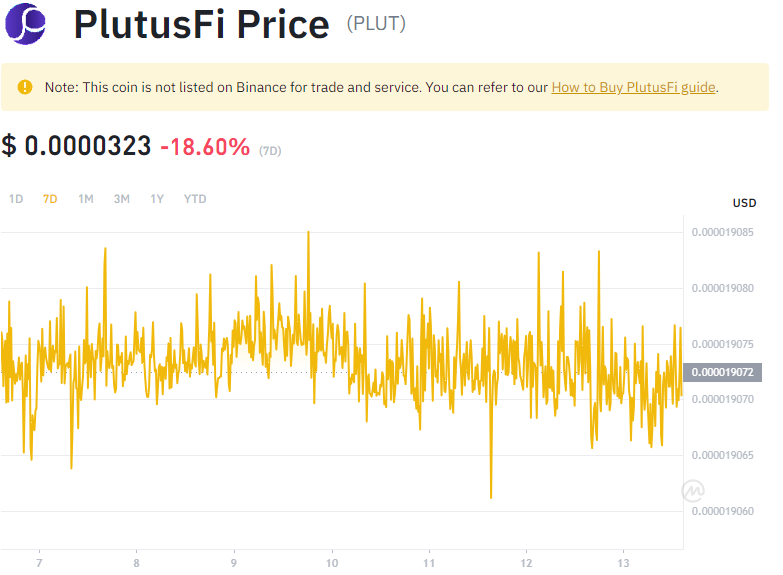 PlutusFi Price (PLUT)
Note: This coin is not listed on Binance for trade and service. You can refer to our How to Buy PlutusFi guide.
$ 0.0000323 -18.60% (7D)
1D 7D 1M 3M 1Y YTD
USD
0.000019085
0.000019080
0.000019075
0.000019072
0.000019070
0.000019065
0.000019060
7 8 9 10 11 12 13